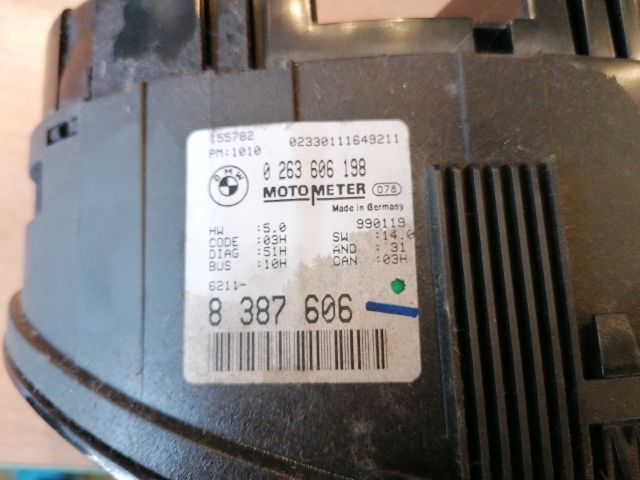 155782 02330111649211
PM:1010
BMW 0 263 606 198
MOTOMETER 078
Made in Germany
990119
HW :5.0 SW :14.0
CODE :03H AND : 31
DIAG :51H CAN :03H
BUS :10H
6211-
8 387 606